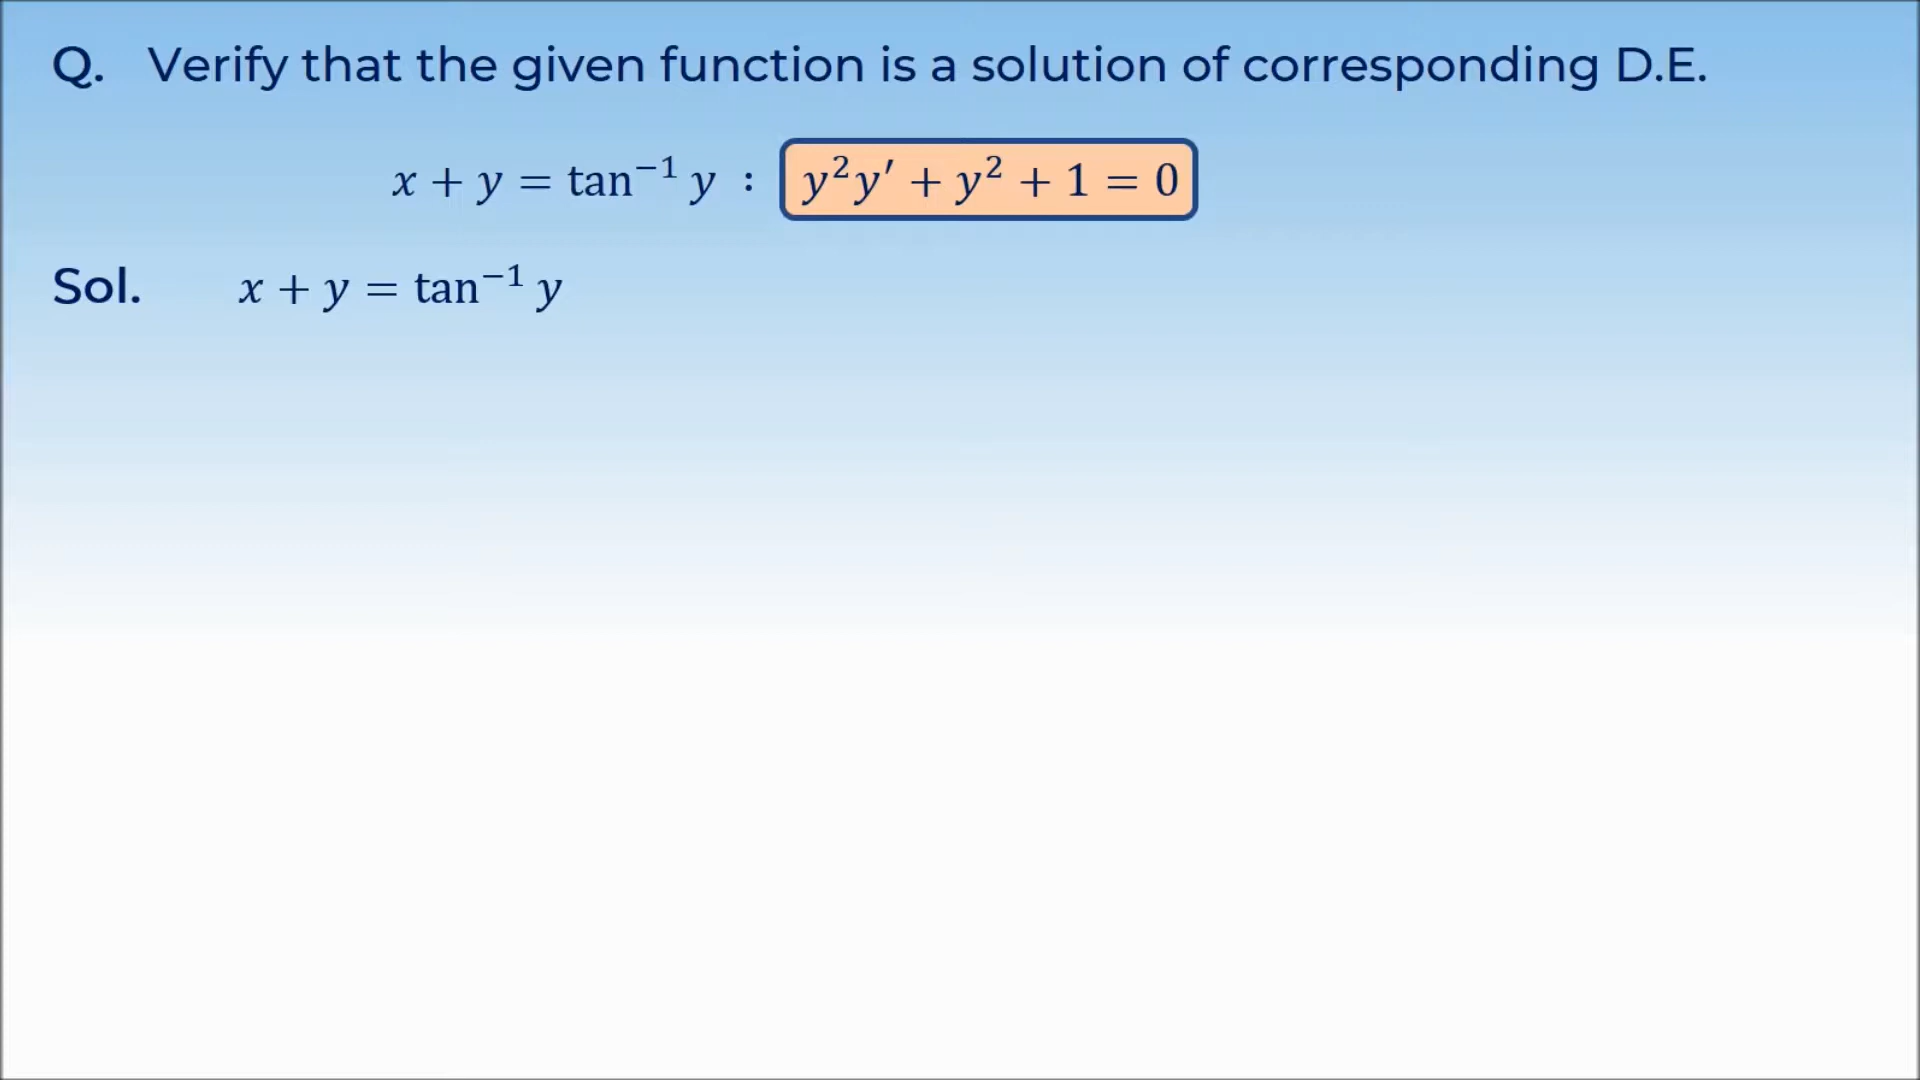 Q. Verify that the given function is a solution of corresponding D.E.
x + y = tan⁻¹ y : y²y′ + y² + 1 = 0
Sol. x + y = tan⁻¹ y